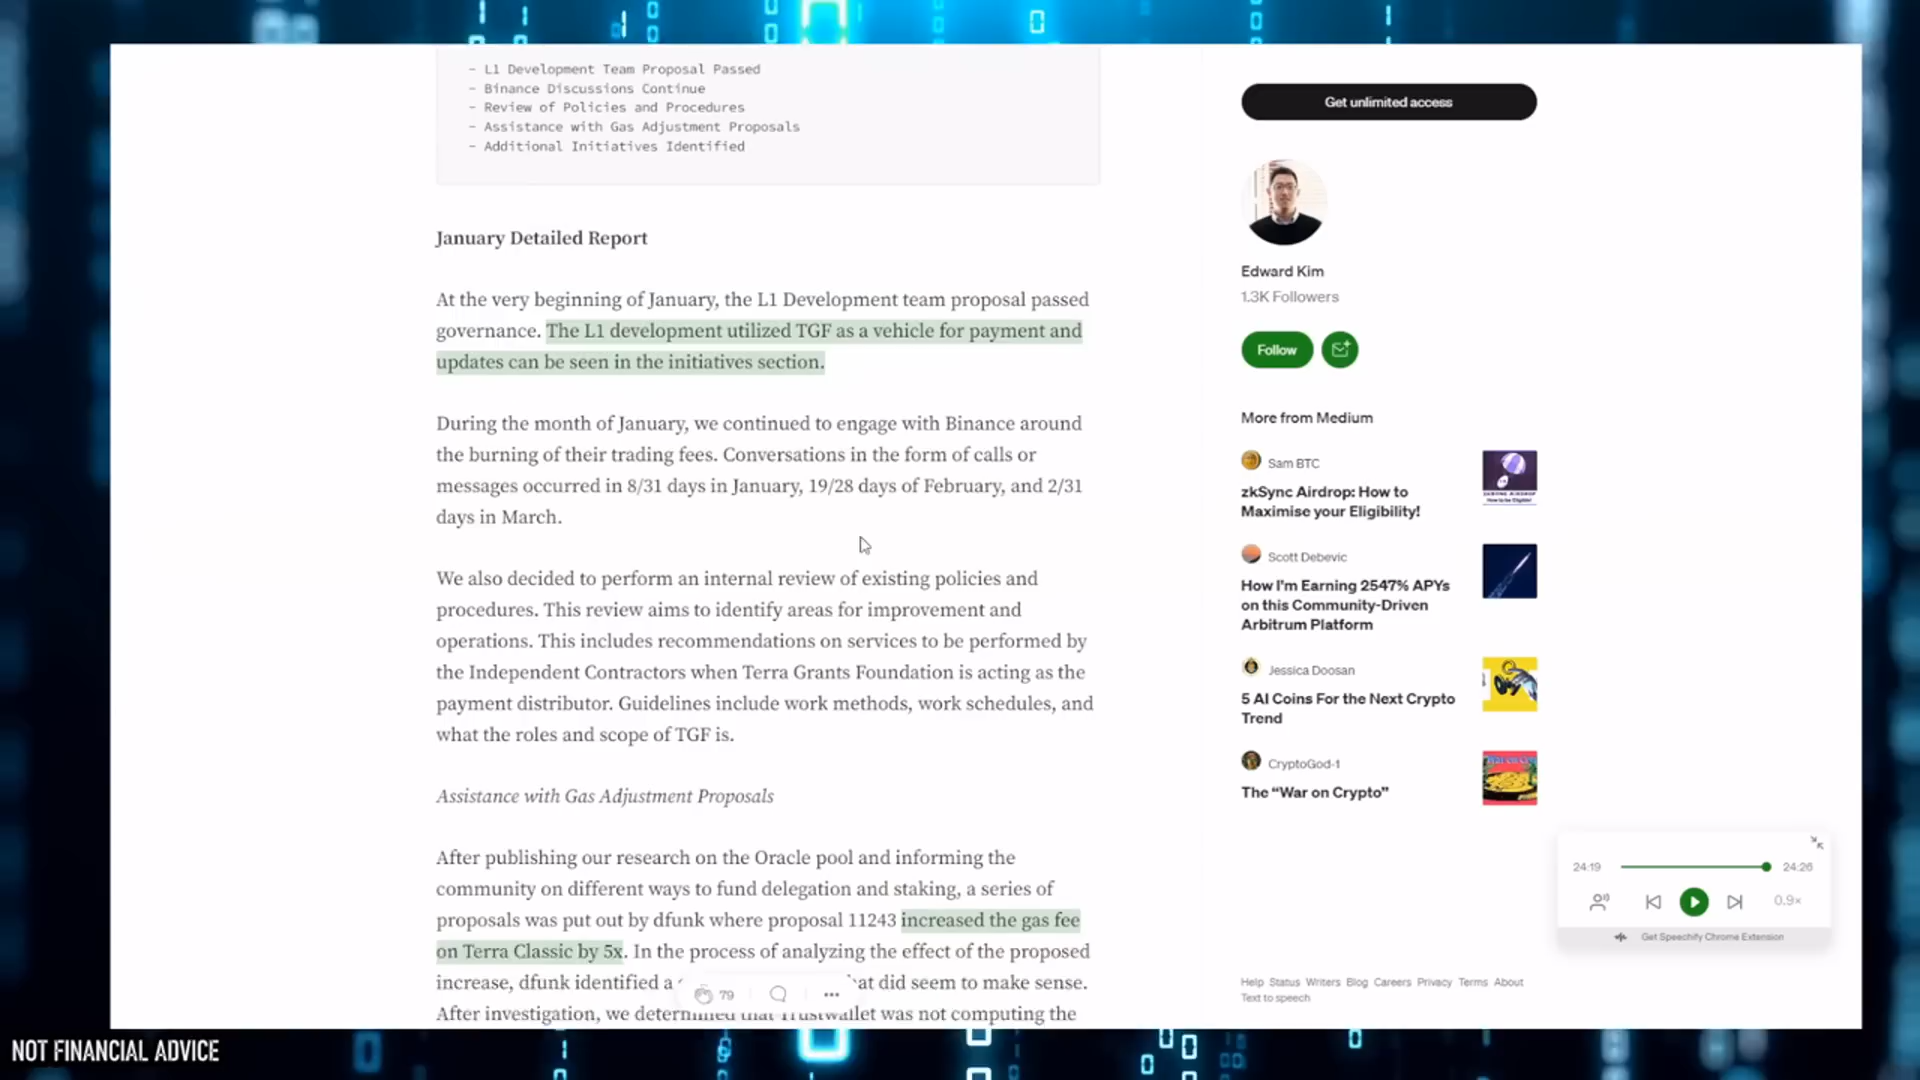 - L1 Development Team Proposal Passed
- Binance Discussions Continue
- Review of Policies and Procedures
- Assistance with Gas Adjustment Proposals
- Additional Initiatives Identified
January Detailed Report
At the very beginning of January, the L1 Development team proposal passed
governance. The L1 development utilized TGF as a vehicle for payment and
updates can be seen in the initiatives section.
During the month of January, we continued to engage with Binance around
the burning of their trading fees. Conversations in the form of calls or
messages occurred in 8/31 days in January, 19/28 days of February, and 2/31
days in March.
We also decided to perform an internal review of existing policies and
procedures. This review aims to identify areas for improvement and
operations. This includes recommendations on services to be performed by
the Independent Contractors when Terra Grants Foundation is acting as the
payment distributor. Guidelines include work methods, work schedules, and
what the roles and scope of TGF is.
Assistance with Gas Adjustment Proposals
After publishing our research on the Oracle pool and informing the
community on different ways to fund delegation and staking, a series of
proposals was put out by dfunk where proposal 11243 increased the gas fee
on Terra Classic by 5x. In the process of analyzing the effect of the proposed
increase, dfunk identified a that did seem to make sense.
After investigation, we determined that Trustwallet was not computing the
79
Get unlimited access
Edward Kim
1.3K Followers
Follow
More from Medium
Sam BTC
zkSync Airdrop: How to
Maximise your Eligibility!
Scott Debevic
How I'm Earning 2547% APYs
on this Community-Driven
Arbitrum Platform
Jessica Doosan
5 AI Coins For the Next Crypto
Trend
CryptoGod-1
The “War on Crypto”
24:19
24:26
0.9×
Get Speechify Chrome Extension
Help Status Writers Blog Careers Privacy Terms About
Text to speech
NOT FINANCIAL ADVICE